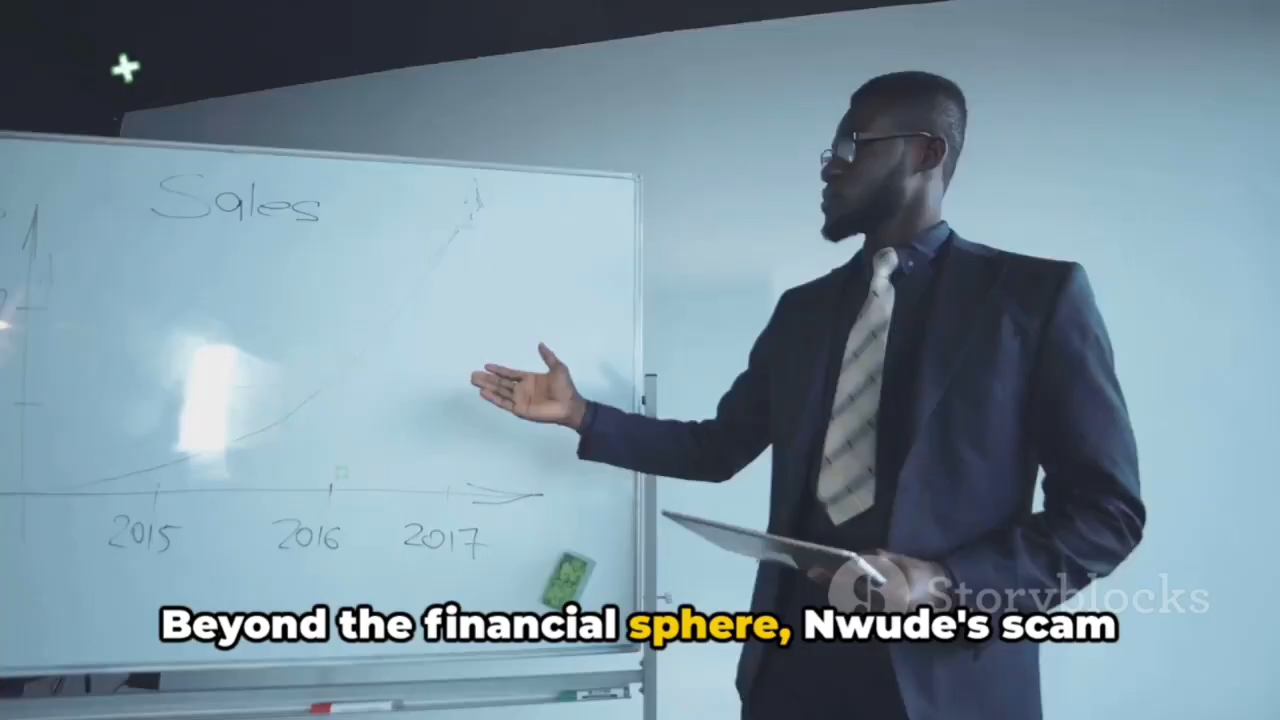 Sales
2015 2016 2017
Storyblocks
Beyond the financial sphere, Nwude's scam